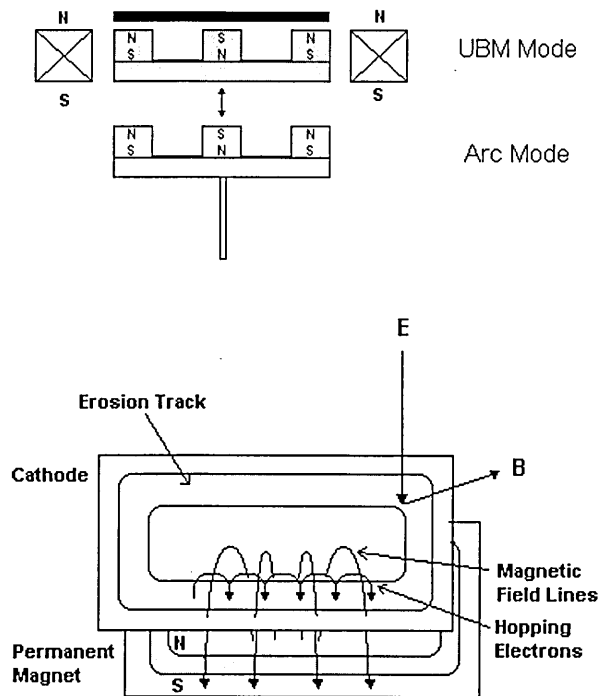 N N
N S N
UBM Mode
S N S
S S
N S N
Arc Mode
S N S
E
Erosion Track
Cathode
B
Magnetic
Field Lines
Hopping
Electrons
N
Permanent
Magnet
S